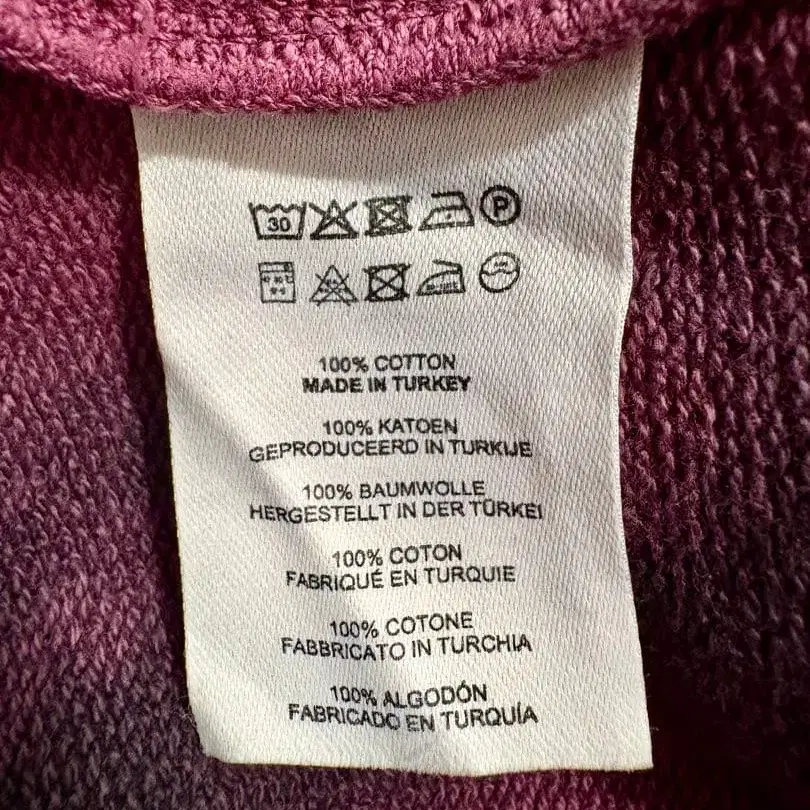 30 P
100% COTTON
MADE IN TURKEY
100% KATOEN
GEPRODUCEERD IN TURKIJE
100% BAUMWOLLE
HERGESTELLT IN DER TÜRKEI
100% COTON
FABRIQUÉ EN TURQUIE
100% COTONE
FABBRICATO IN TURCHIA
100% ALGODÓN
FABRICADO EN TURQUÍA